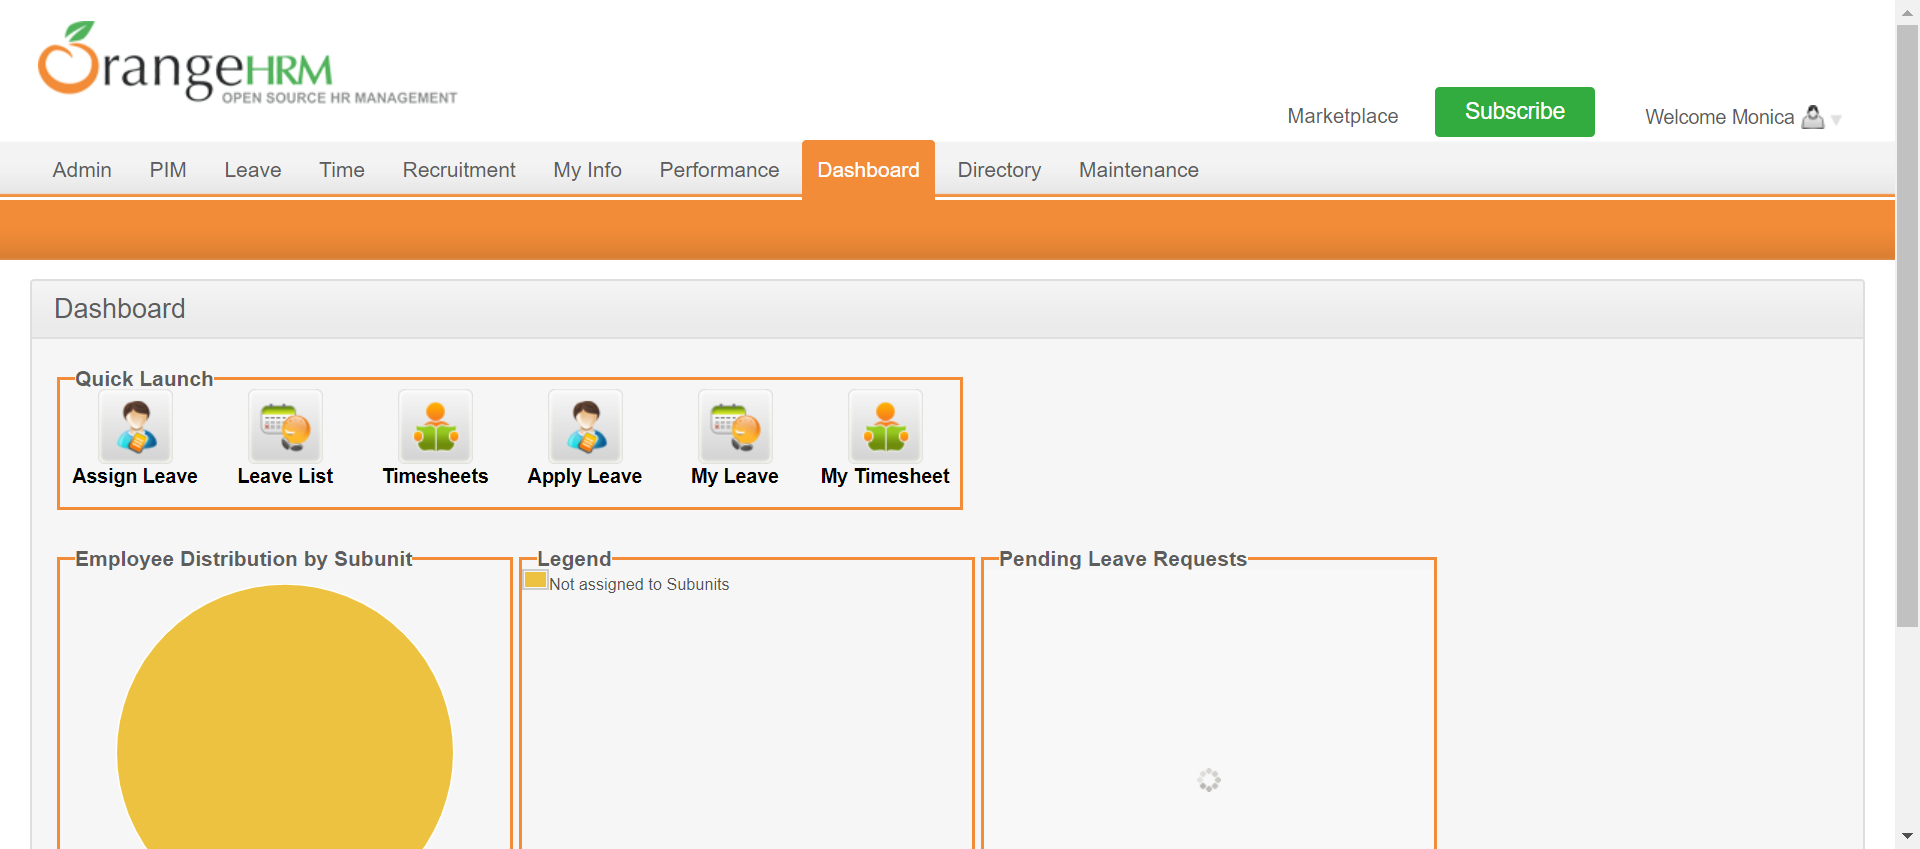 OrangeHRM
OPEN SOURCE HR MANAGEMENT
Marketplace
Subscribe
Welcome Monica
Admin PIM Leave Time Recruitment My Info Performance Dashboard Directory Maintenance
Dashboard
Quick Launch
Assign Leave Leave List Timesheets Apply Leave My Leave My Timesheet
Employee Distribution by Subunit
Legend
Not assigned to Subunits
Pending Leave Requests